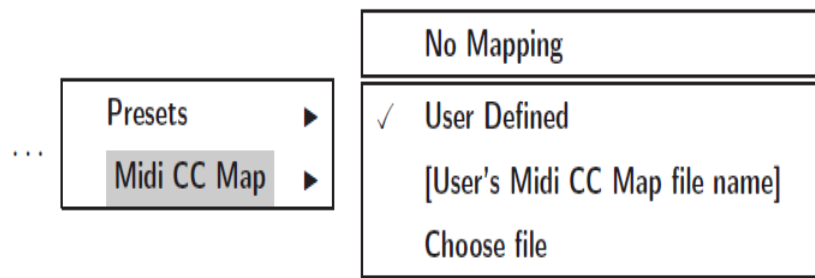 No Mapping
Presets ▶
✓ User Defined
...
Midi CC Map ▶
[User's Midi CC Map file name]
Choose file